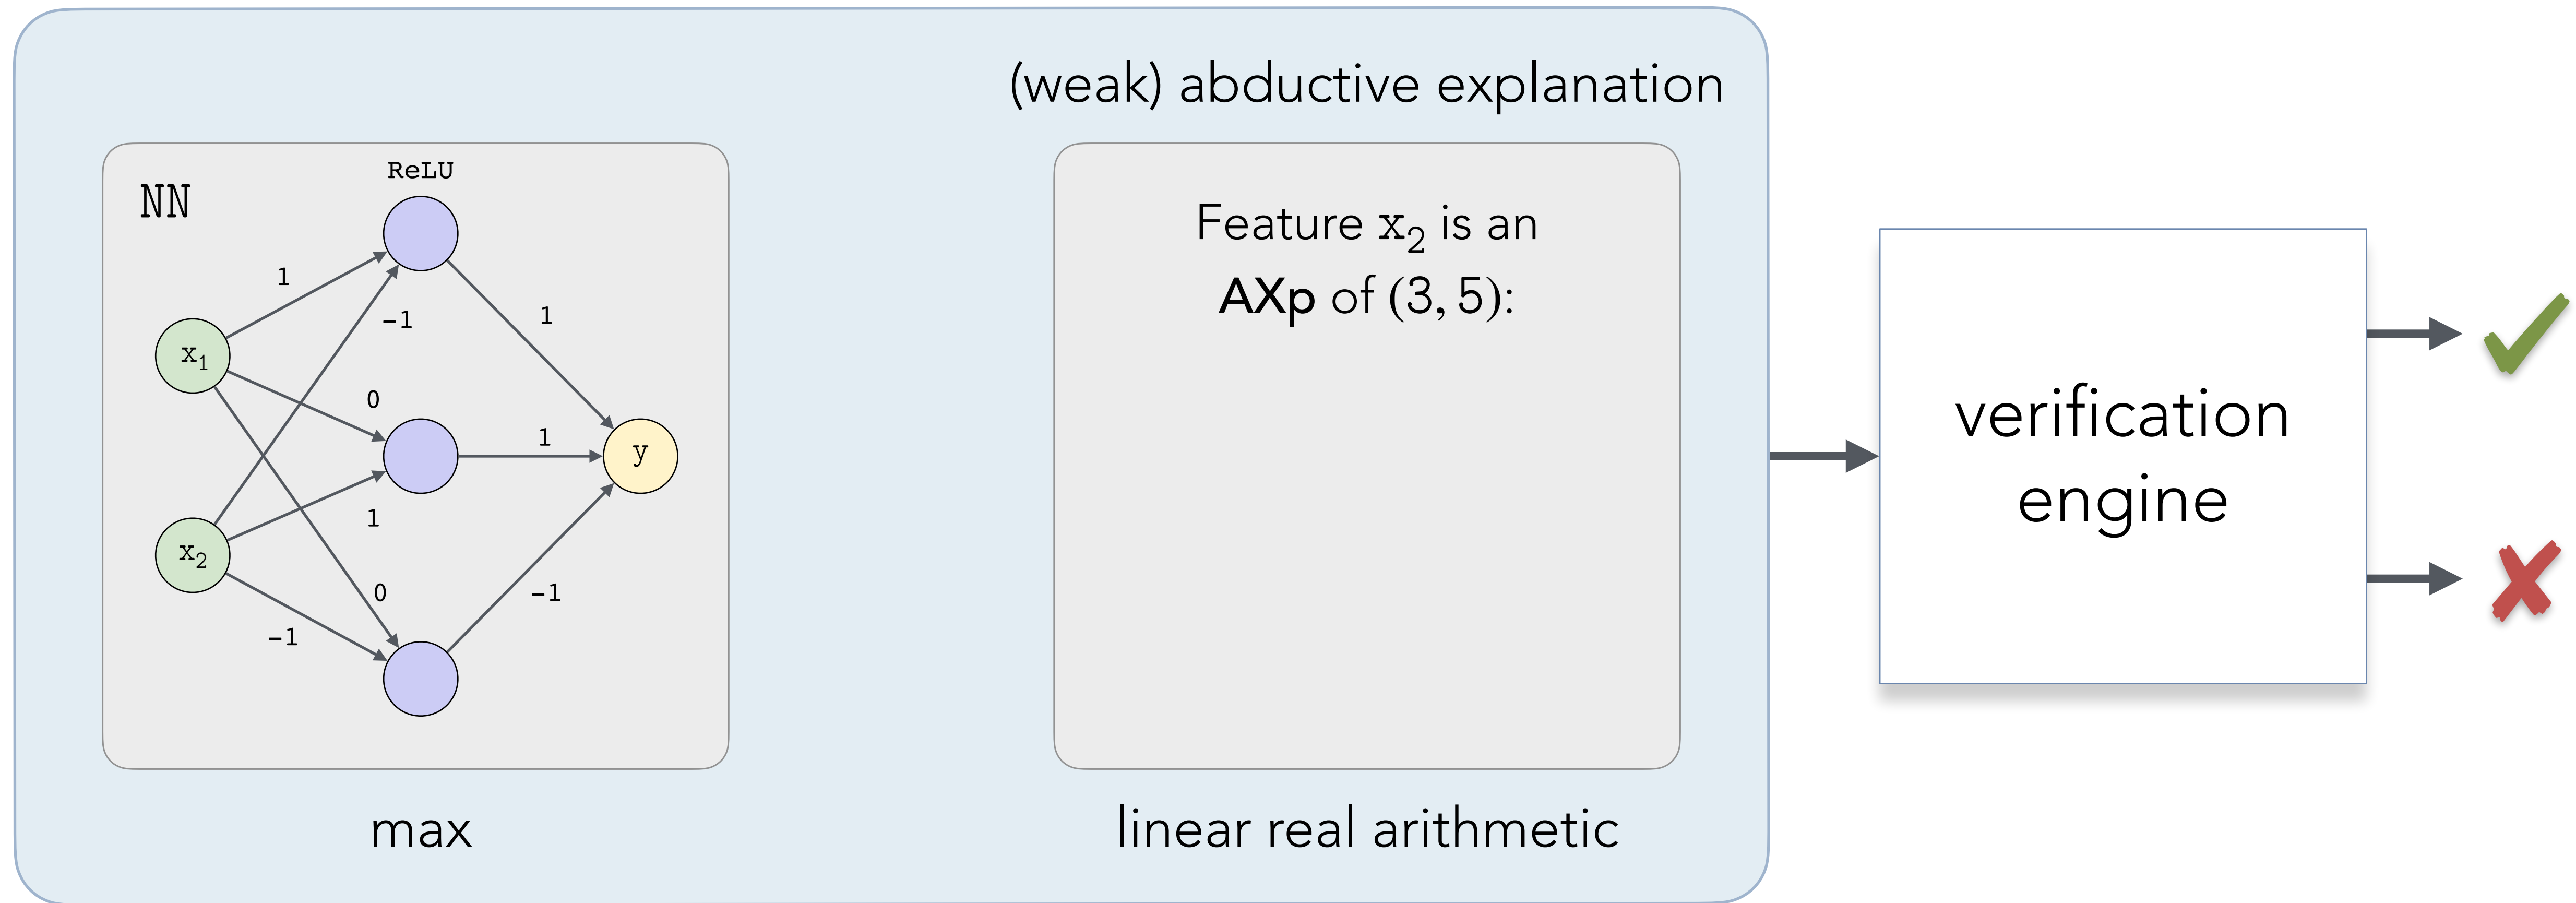 (weak) abductive explanation
NN
ReLU
1
-1
1
x₁
0
1
y
1
x₂
0
-1
-1
max
Feature x₂ is an
AXp of (3, 5):
linear real arithmetic
verification
engine